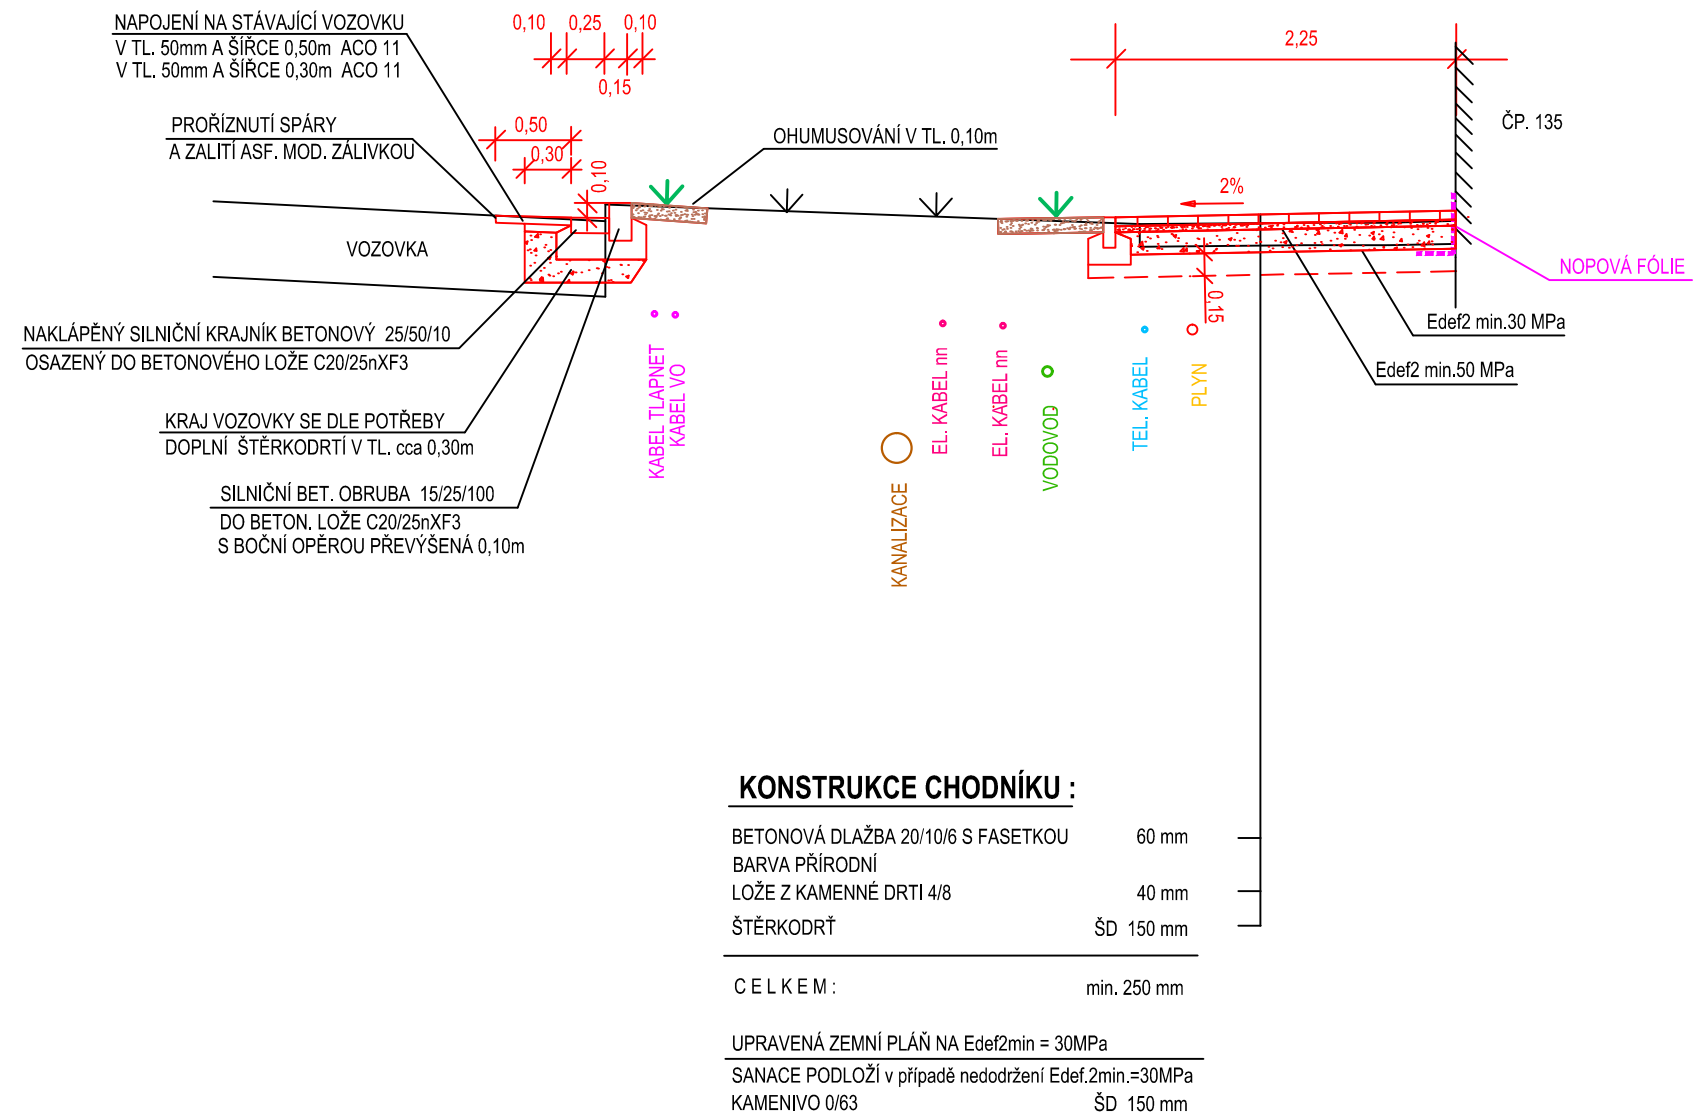 NAPOJENÍ NA STÁVAJÍCÍ VOZOVKU
V TL. 50mm A ŠÍŘCE 0,50m ACO 11
V TL. 50mm A ŠÍŘCE 0,30m ACO 11
0,10 0,25 0,10
0,15
2,25
ČP. 135
PROŘÍZNUTÍ SPÁRY
A ZALITÍ ASF. MOD. ZÁLIVKOU
0,50
0,30
0,10
OHUMUSOVÁNÍ V TL. 0,10m
2%
VOZOVKA
NOPOVÁ FÓLIE
0,15
Edef2 min.30 MPa
Edef2 min.50 MPa
NAKLÁPĚNÝ SILNIČNÍ KRAJNÍK BETONOVÝ 25/50/10
OSAZENÝ DO BETONOVÉHO LOŽE C20/25nXF3
KRAJ VOZOVKY SE DLE POTŘEBY
DOPLNÍ ŠTĚRKODRTÍ V TL. cca 0,30m
SILNIČNÍ BET. OBRUBA 15/25/100
DO BETON. LOŽE C20/25nXF3
S BOČNÍ OPĚROU PŘEVÝŠENÁ 0,10m
KABEL TLAPNET
KABEL VO
KANALIZACE
EL. KABEL nn
EL. KABEL nn
VODOVOD
TEL. KABEL
PLYN
KONSTRUKCE CHODNÍKU :
BETONOVÁ DLAŽBA 20/10/6 S FASETKOU 60 mm
BARVA PŘÍRODNÍ
LOŽE Z KAMENNÉ DRTI 4/8 40 mm
ŠTĚRKODRŤ ŠD 150 mm
C E L K E M : min. 250 mm
UPRAVENÁ ZEMNÍ PLÁŇ NA Edef2min = 30MPa
SANACE PODLOŽÍ v případě nedodržení Edef.2min.=30MPa
KAMENIVO 0/63 ŠD 150 mm